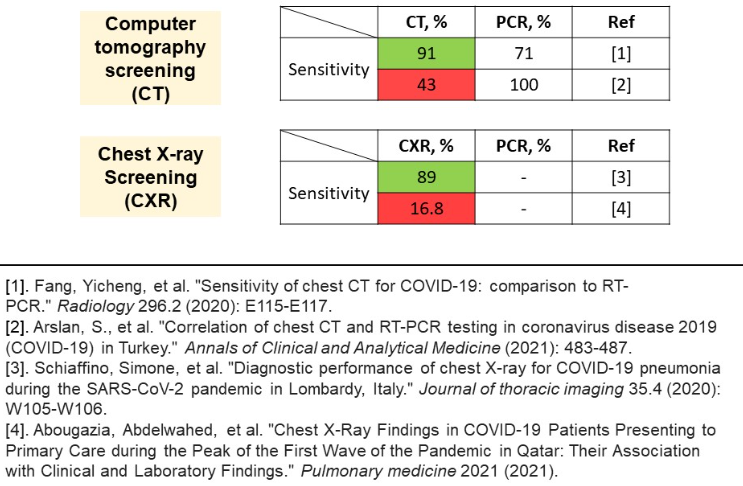 Computer
tomography
screening
(CT)
CT, % PCR, % Ref
Sensitivity
91 71 [1]
43 100 [2]
Chest X-ray
Screening
(CXR)
CXR, % PCR, % Ref
Sensitivity
89 - [3]
16.8 - [4]
[1]. Fang, Yicheng, et al. "Sensitivity of chest CT for COVID-19: comparison to RT-
PCR." Radiology 296.2 (2020): E115-E117.
[2]. Arslan, S., et al. "Correlation of chest CT and RT-PCR testing in coronavirus disease 2019
(COVID-19) in Turkey." Annals of Clinical and Analytical Medicine (2021): 483-487.
[3]. Schiaffino, Simone, et al. "Diagnostic performance of chest X-ray for COVID-19 pneumonia
during the SARS-CoV-2 pandemic in Lombardy, Italy." Journal of thoracic imaging 35.4 (2020):
W105-W106.
[4]. Abougazia, Abdelwahed, et al. "Chest X-Ray Findings in COVID-19 Patients Presenting to
Primary Care during the Peak of the First Wave of the Pandemic in Qatar: Their Association
with Clinical and Laboratory Findings." Pulmonary medicine 2021 (2021).